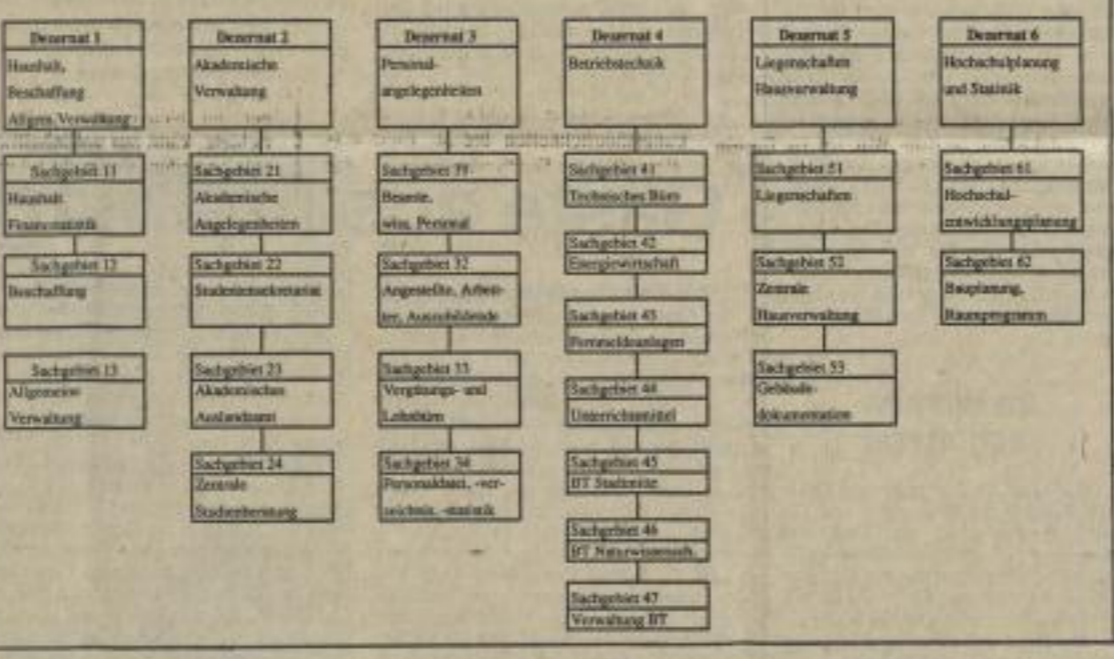 Dezernat 1
Haushalt,
Beschaffung
Allgem. Verwaltung
Sachgebiet 11
Haushalt
Finanzstatistik
Sachgebiet 12
Beschaffung
Sachgebiet 13
Allgemeine
Verwaltung
Dezernat 2
Akademische
Verwaltung
Sachgebiet 21
Akademische
Angelegenheiten
Sachgebiet 22
Studentensekretariat
Sachgebiet 23
Akademisches
Auslandsamt
Sachgebiet 24
Zentrale
Studienberatung
Dezernat 3
Personal-
angelegenheiten
Sachgebiet
Beamte,
wiss. Personal
Sachgebiet 32
Angestellte, Arbei-
ter, Auszubildende
Sachgebiet 33
Vergütungs- und
Lohnbüro
Sachgebiet 34
Personaldatei, -ver-
zeichnis, -statistik
Dezernat 4
Betriebstechnik
Sachgebiet 41
Technisches Büro
Sachgebiet 42
Energiewirtschaft
Sachgebiet 43
Fernmeldeanlagen
Sachgebiet 44
Unterrichtsmittel
Sachgebiet 45
BT Stadtmitte
Sachgebiet 46
BT Naturwissensch.
Sachgebiet 47
Verwaltung BT
Dezernat 5
Liegenschaften
Hausverwaltung
Sachgebiet 51
Liegenschaften
Sachgebiet 52
Zentrale
Hausverwaltung
Sachgebiet 53
Gebäude-
dokumentation
Dezernat 6
Hochschulplanung
und Statistik
Sachgebiet 61
Hochschul-
entwicklungsplanung
Sachgebiet 62
Bauplanung,
Raumprogramm